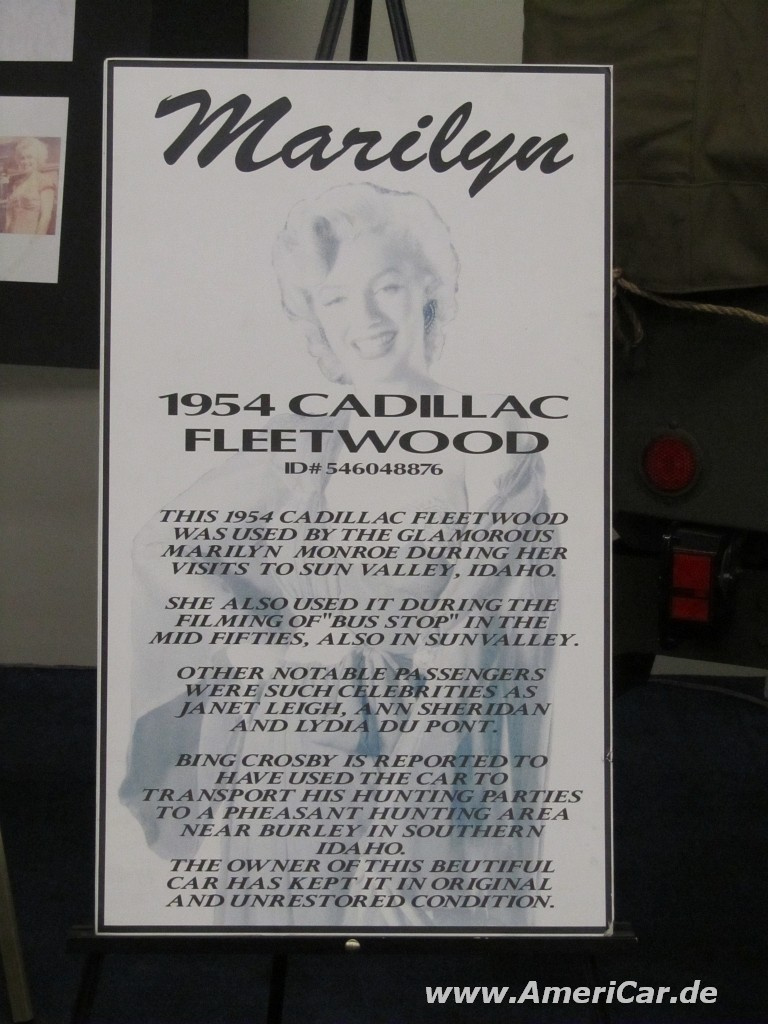 Marilyn
1954 CADILLAC
FLEETWOOD
ID# 546048876
THIS 1954 CADILLAC FLEETWOOD
WAS USED BY THE GLAMOROUS
MARILYN MONROE DURING HER
VISITS TO SUN VALLEY, IDAHO.
SHE ALSO USED IT DURING THE
FILMING OF "BUS STOP" IN THE
MID FIFTIES, ALSO IN SUNVALLEY.
OTHER NOTABLE PASSENGERS
WERE SUCH CELEBRITIES AS
JANET LEIGH, ANN SHERIDAN
AND LYDIA DU PONT.
BING CROSBY IS REPORTED TO
HAVE USED THE CAR TO
TRANSPORT HIS HUNTING PARTIES
TO A PHEASANT HUNTING AREA
NEAR BURLEY IN SOUTHERN
IDAHO.
THE OWNER OF THIS BEUTIFUL
CAR HAS KEPT IT IN ORIGINAL
AND UNRESTORED CONDITION.
www.AmeriCar.de